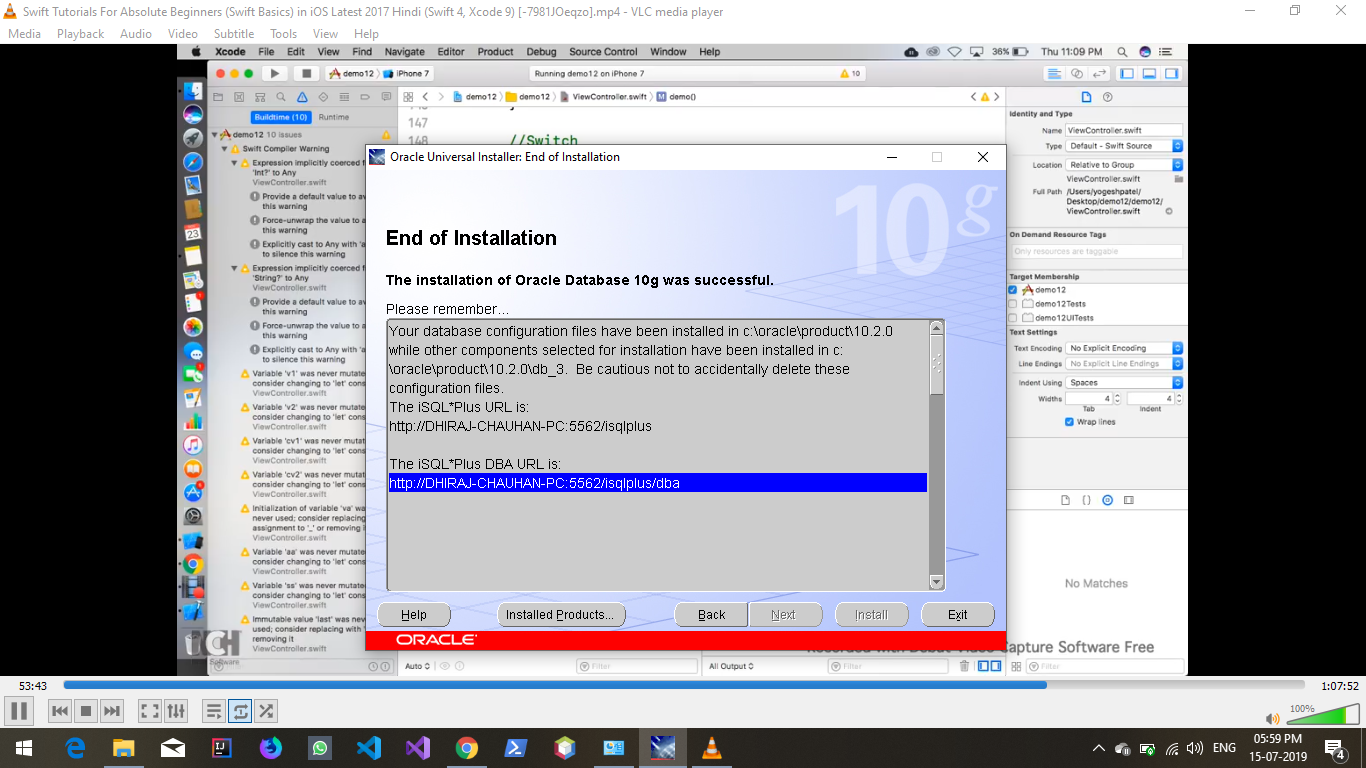 Swift Tutorials For Absolute Beginners (Swift Basics) in iOS Latest 2017 Hindi (Swift 4, Xcode 9) [-7981JOeqzo].mp4 - VLC media player
Media Playback Audio Video Subtitle Tools View Help
Xcode File Edit View Find Navigate Editor Product Debug Source Control Window Help
36% Thu 11:09 PM
demo12 iPhone 7
Running demo12 on iPhone 7
10
demo12 demo12 ViewController.swift M demo()
Buildtime (10) Runtime
demo12 10 issues
Swift Compiler Warning
Expression implicitly coerced f
'Int?' to Any
ViewController.swift
Provide a default value to av
this warning
Force-unwrap the value to a
this warning
Explicitly cast to Any with 'a
to silence this warning
Expression implicitly coerced f
'String?' to Any
ViewController.swift
Provide a default value to av
this warning
Force-unwrap the value to a
this warning
Explicitly cast to Any with 'a
to silence this warning
Variable 'v1' was never mutate
consider changing to 'let' cons
ViewController.swift
Variable 'v2' was never mutate
consider changing to 'let' cons
ViewController.swift
Variable 'cv1' was never mutat
consider changing to 'let' cons
ViewController.swift
Variable 'cv2' was never mutat
consider changing to 'let' cons
ViewController.swift
Initialization of variable 'va' wa
never used; consider replacing
assignment to '_' or removing i
ViewController.swift
Variable 'aa' was never mutate
consider changing to 'let' cons
ViewController.swift
Variable 'ss' was never mutate
consider changing to 'let' cons
ViewController.swift
Immutable value 'last' was neve
used; consider replacing with '
removing it
ViewController.swift
Software
147
148 //Switch
Oracle Universal Installer: End of Installation
10g
End of Installation
The installation of Oracle Database 10g was successful.
Please remember...
Your database configuration files have been installed in c:\oracle\product\10.2.0
while other components selected for installation have been installed in c:
\oracle\product\10.2.0\db_3. Be cautious not to accidentally delete these
configuration files.
The iSQL*Plus URL is:
http://DHIRAJ-CHAUHAN-PC:5562/isqlplus
The iSQL*Plus DBA URL is:
http://DHIRAJ-CHAUHAN-PC:5562/isqlplus/dba
Help Installed Products... Back Next Install Exit
ORACLE
Identity and Type
Name ViewController.swift
Type Default - Swift Source
Location Relative to Group
ViewController.swift
Full Path /Users/yogeshpatel/
Desktop/demo12/demo12/
ViewController.swift
On Demand Resource Tags
Only resources are taggable
Target Membership
demo12
demo12Tests
demo12UITests
Text Settings
Text Encoding No Explicit Encoding
Line Endings No Explicit Line Endings
Indent Using Spaces
Widths 4 4
Tab Indent
Wrap lines
No Matches
Capture Software Free
Auto Filter All Output Filter Filter
53:43 1:07:52
100%
ENG 05:59 PM
15-07-2019
4